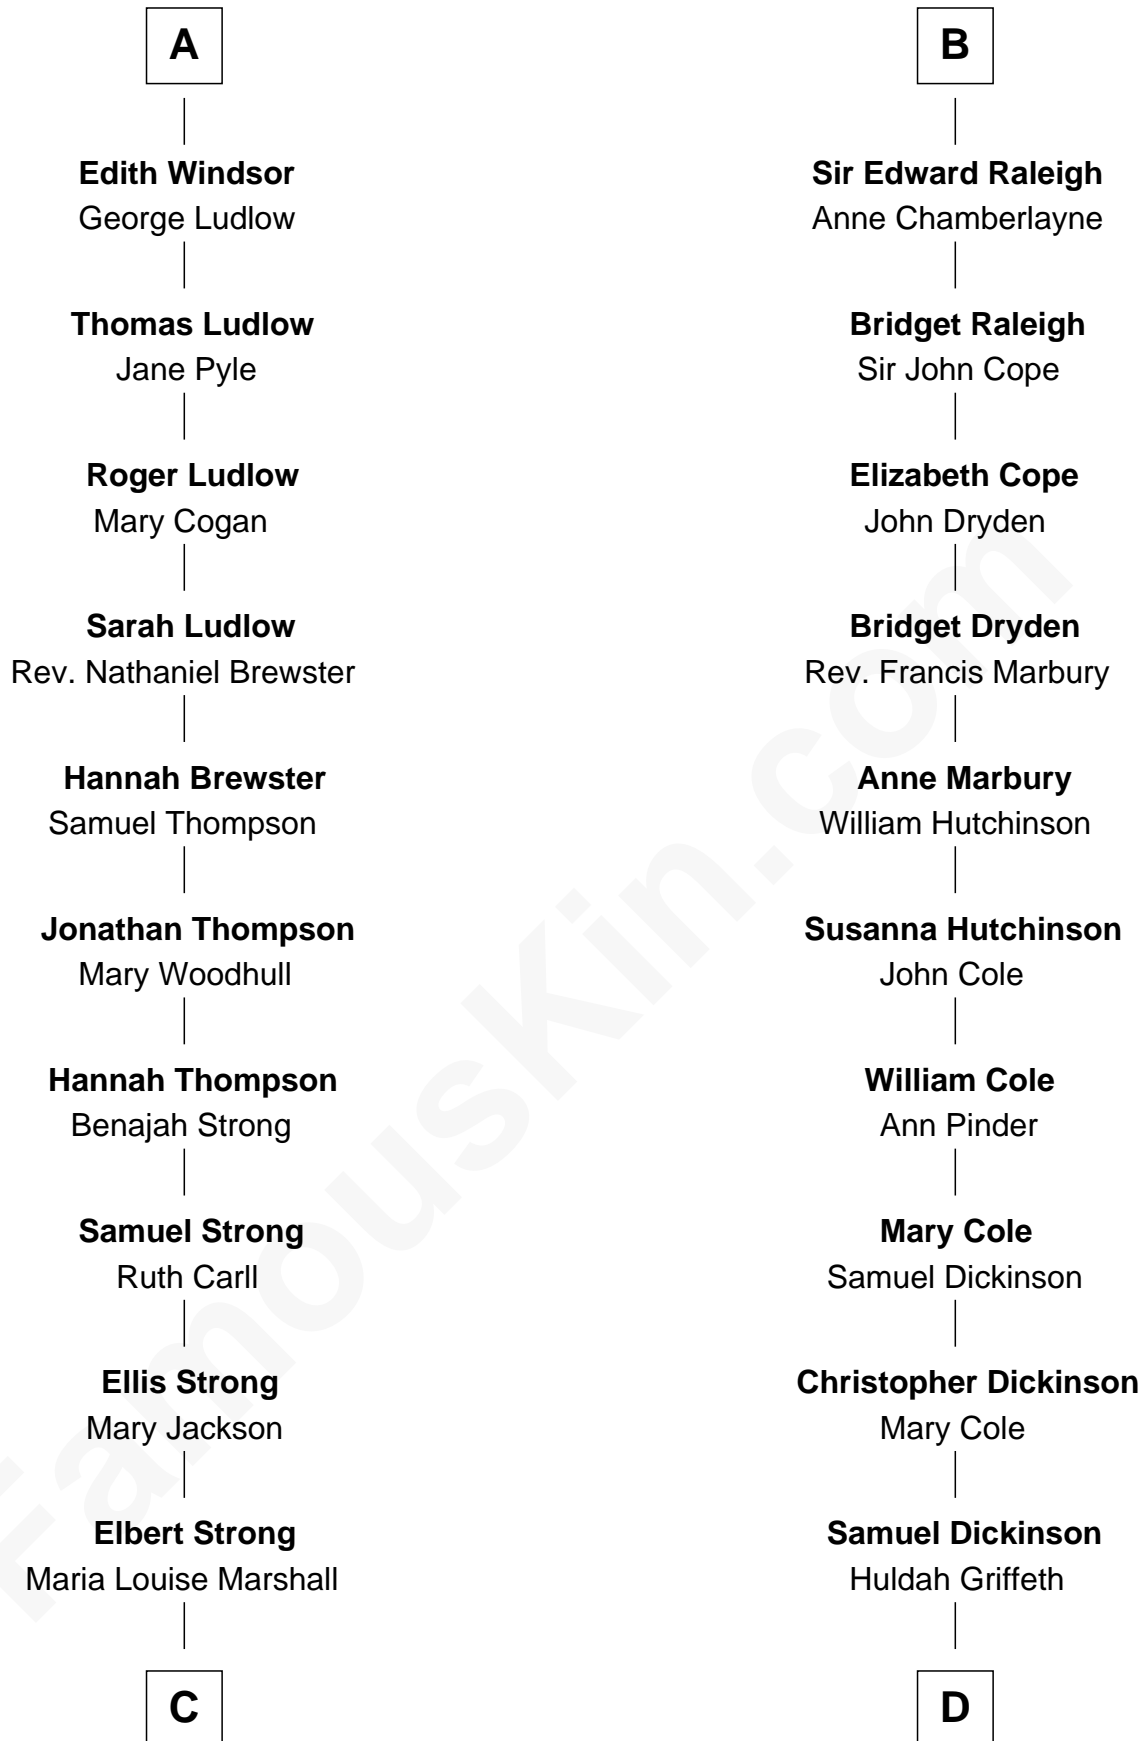 A
Edith Windsor
George Ludlow
Thomas Ludlow
Jane Pyle
Roger Ludlow
Mary Cogan
Sarah Ludlow
Rev. Nathaniel Brewster
Hannah Brewster
Samuel Thompson
Jonathan Thompson
Mary Woodhull
Hannah Thompson
Benajah Strong
Samuel Strong
Ruth Carll
Ellis Strong
Mary Jackson
Elbert Strong
Maria Louise Marshall
C
B
Sir Edward Raleigh
Anne Chamberlayne
Bridget Raleigh
Sir John Cope
Elizabeth Cope
John Dryden
Bridget Dryden
Rev. Francis Marbury
Anne Marbury
William Hutchinson
Susanna Hutchinson
John Cole
William Cole
Ann Pinder
Mary Cole
Samuel Dickinson
Christopher Dickinson
Mary Cole
Samuel Dickinson
Huldah Griffeth
D
FamousKin.com